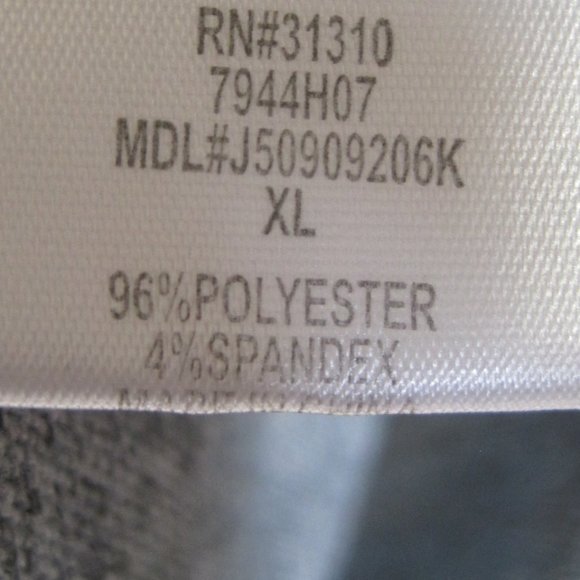 RN#31310
7944H07
MDL#J50909206K
XL
96%POLYESTER
4%SPANDEX